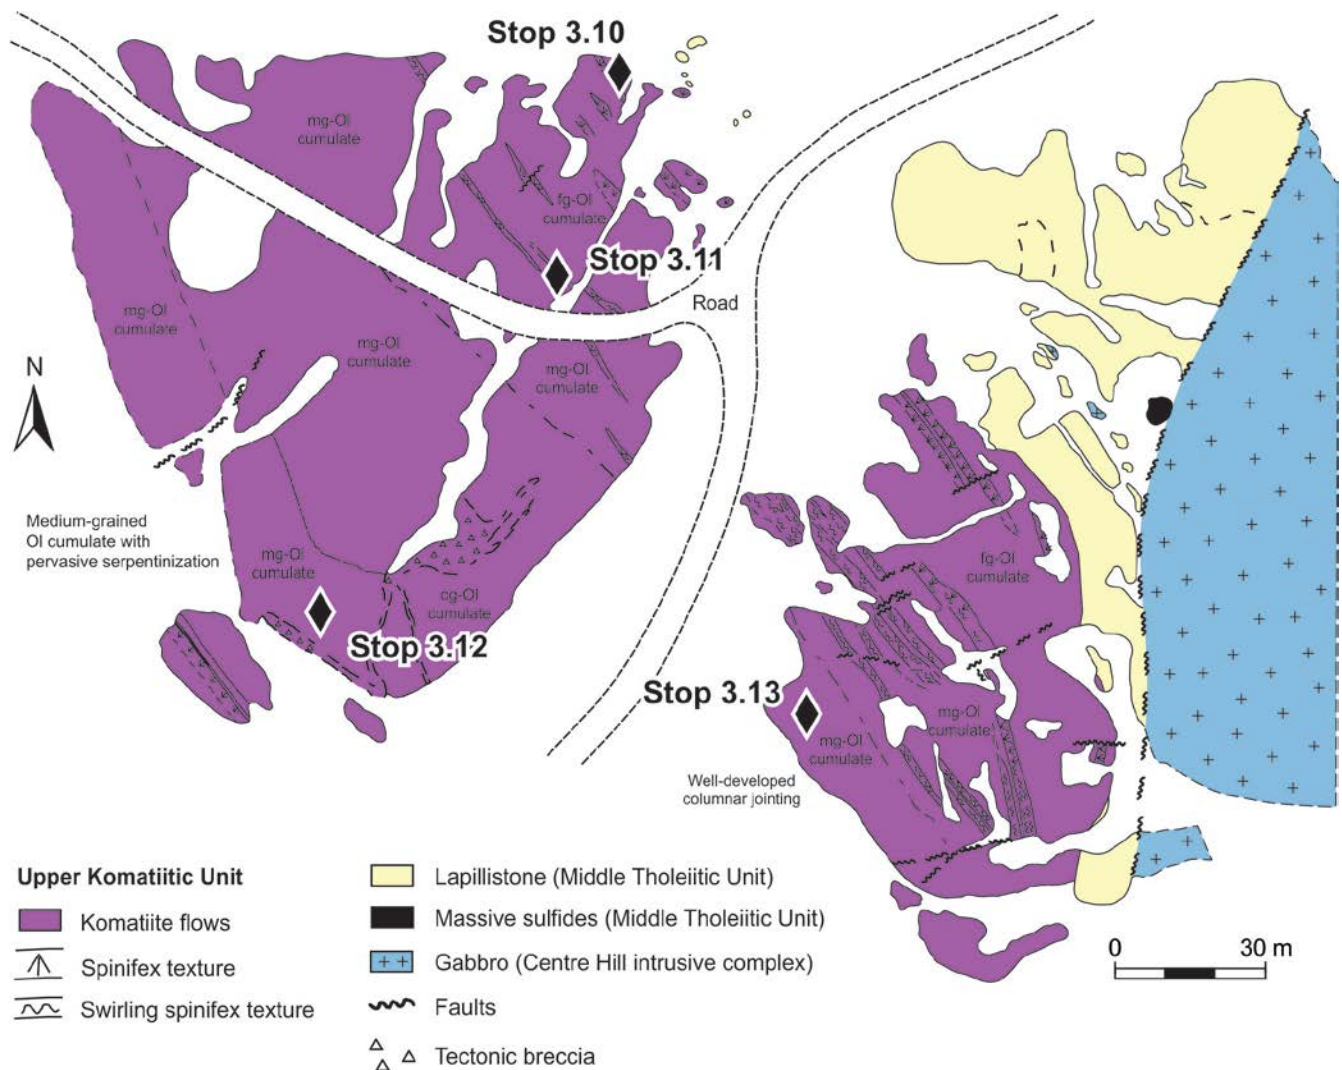 Stop 3.10
mg-Ol
cumulate
fg-Ol
cumulate
Stop 3.11
Road
mg-Ol
cumulate
mg-Ol
cumulate
mg-Ol
cumulate
N
Medium-grained
Ol cumulate with
pervasive serpentinization
mg-Ol
cumulate
cg-Ol
cumulate
Stop 3.12
fg-Ol
cumulate
Stop 3.13
mg-Ol
cumulate
mg-Ol
cumulate
Well-developed
columnar jointing
Upper Komatiitic Unit
Komatiite flows
Spinifex texture
Swirling spinifex texture
Lapillistone (Middle Tholeiitic Unit)
Massive sulfides (Middle Tholeiitic Unit)
Gabbro (Centre Hill intrusive complex)
Faults
Tectonic breccia
0 30 m